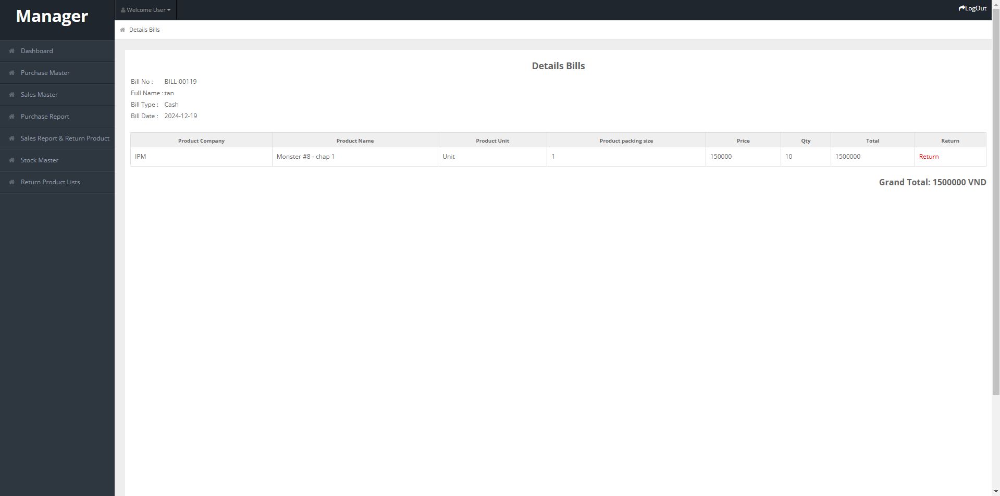 Manager
Welcome User
LogOut
Details Bills
Dashboard
Purchase Master
Sales Master
Purchase Report
Sales Report & Return Product
Stock Master
Return Product Lists
Details Bills
Bill No : BILL-00119
Full Name : tan
Bill Type : Cash
Bill Date : 2024-12-19
Product Company Product Name Product Unit Product packing size Price Qty Total Return
IPM Monster #8 - chap 1 Unit 1 150000 10 1500000 Return
Grand Total: 1500000 VND